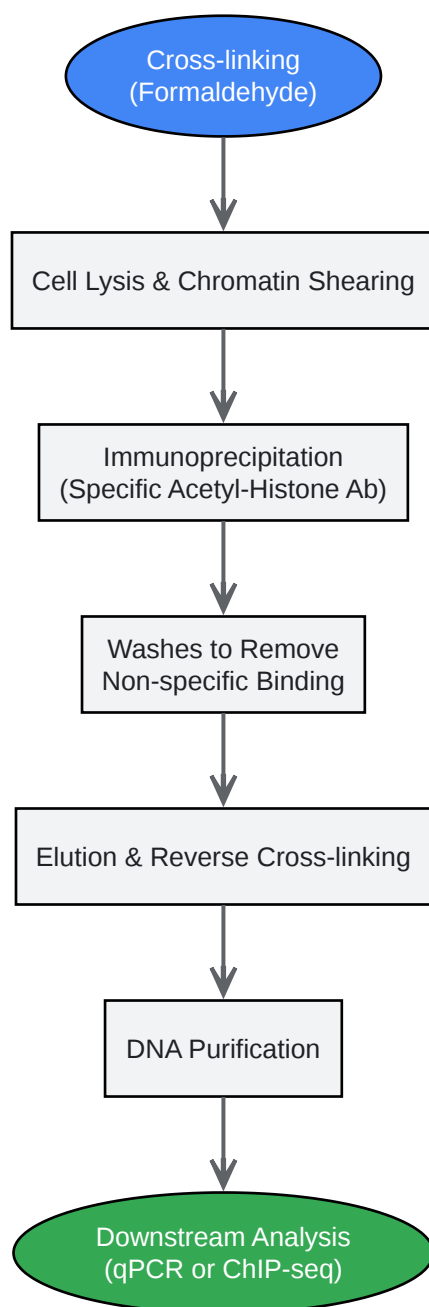 Cross-linking
(Formaldehyde)
Cell Lysis & Chromatin Shearing
Immunoprecipitation
(Specific Acetyl-Histone Ab)
Washes to Remove
Non-specific Binding
Elution & Reverse Cross-linking
DNA Purification
Downstream Analysis
(qPCR or ChIP-seq)